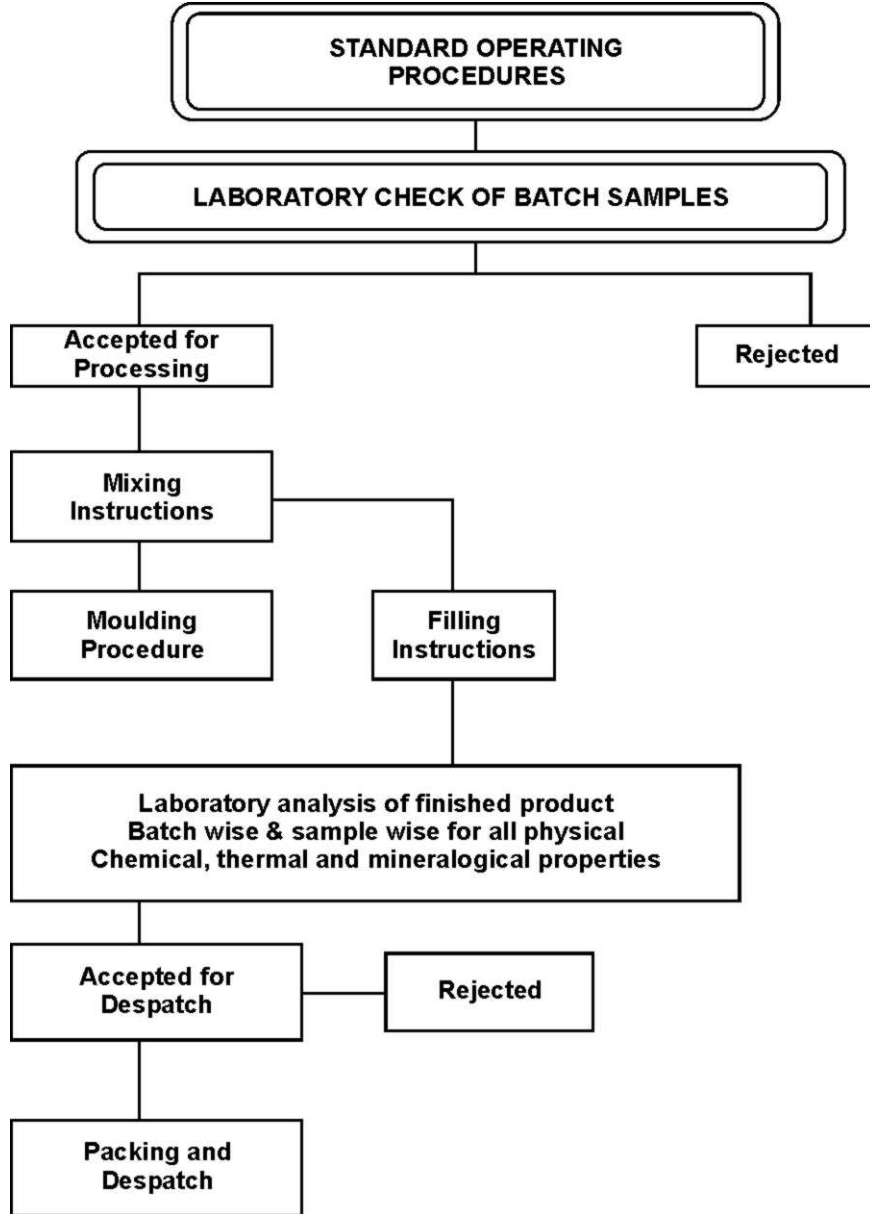 STANDARD OPERATING
PROCEDURES
LABORATORY CHECK OF BATCH SAMPLES
Accepted for
Processing
Rejected
Mixing
Instructions
Moulding
Procedure
Filling
Instructions
Laboratory analysis of finished product
Batch wise & sample wise for all physical
Chemical, thermal and mineralogical properties
Accepted for
Despatch
Rejected
Packing and
Despatch